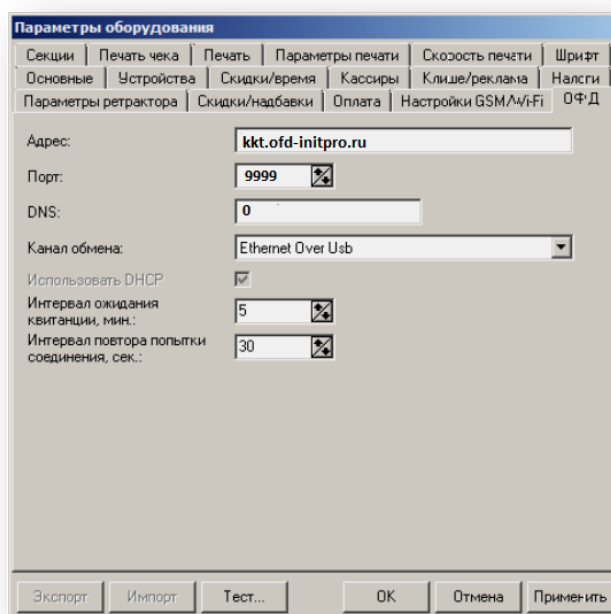 Параметры оборудования
Секции Печать чека Печать Параметры печати Скорость печати Шрифт
Основные Устройства Скидки/время Кассиры Клише/реклама Налоги
Параметры ретрактора Скидки/надбавки Оплата Настройки GSM/Wi-Fi ОФД
Адрес: kkt.ofd-initpro.ru
Порт: 9999
DNS: 0
Канал обмена: Ethernet Over Usb
Использовать DHCP
Интервал ожидания
квитанции, мин.: 5
Интервал повтора попытки
соединения, сек.: 30
Экспорт Импорт Тест... OK Отмена Применить